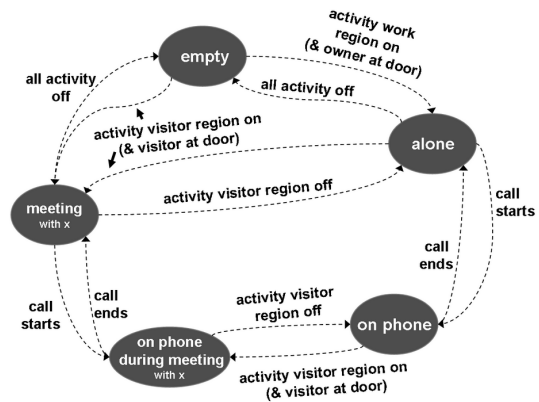 activity work
region on
(& owner at door)
empty
all activity
off
all activity off
activity visitor region on
(& visitor at door)
alone
activity visitor region off
meeting
with x
call
starts
call
ends
call
starts
call
ends
activity visitor
region off
on phone
on phone
during meeting
with x
activity visitor region on
(& visitor at door)